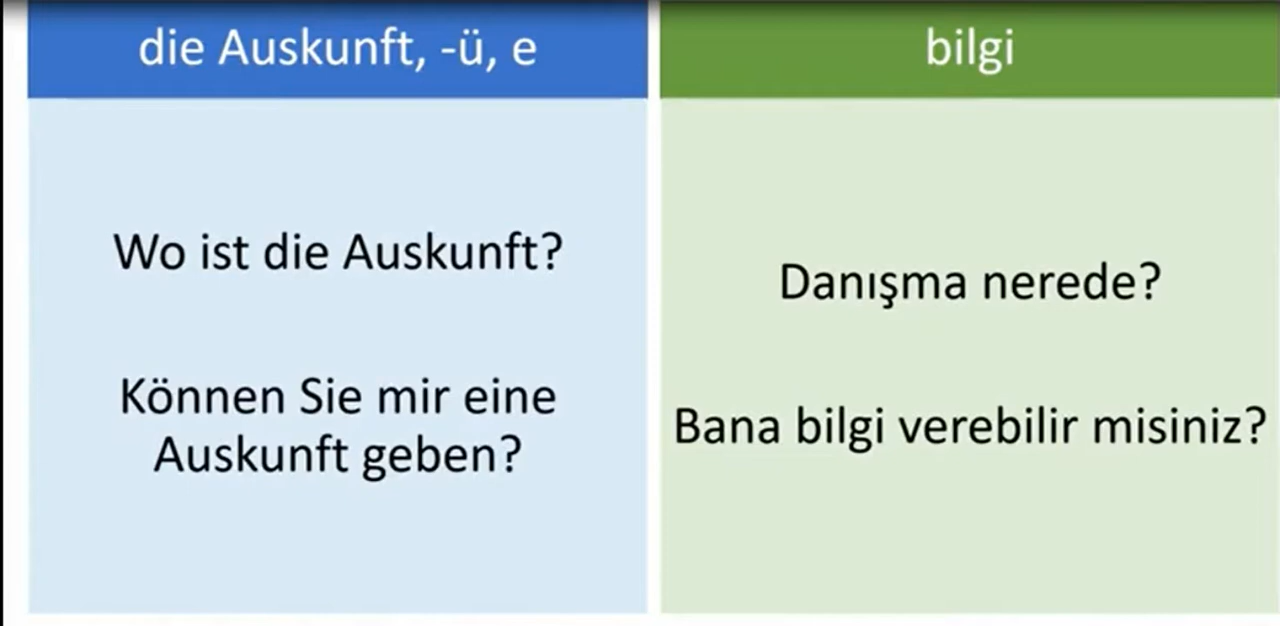 die Auskunft, -ü, e
bilgi
Wo ist die Auskunft?
Können Sie mir eine
Auskunft geben?
Danışma nerede?
Bana bilgi verebilir misiniz?